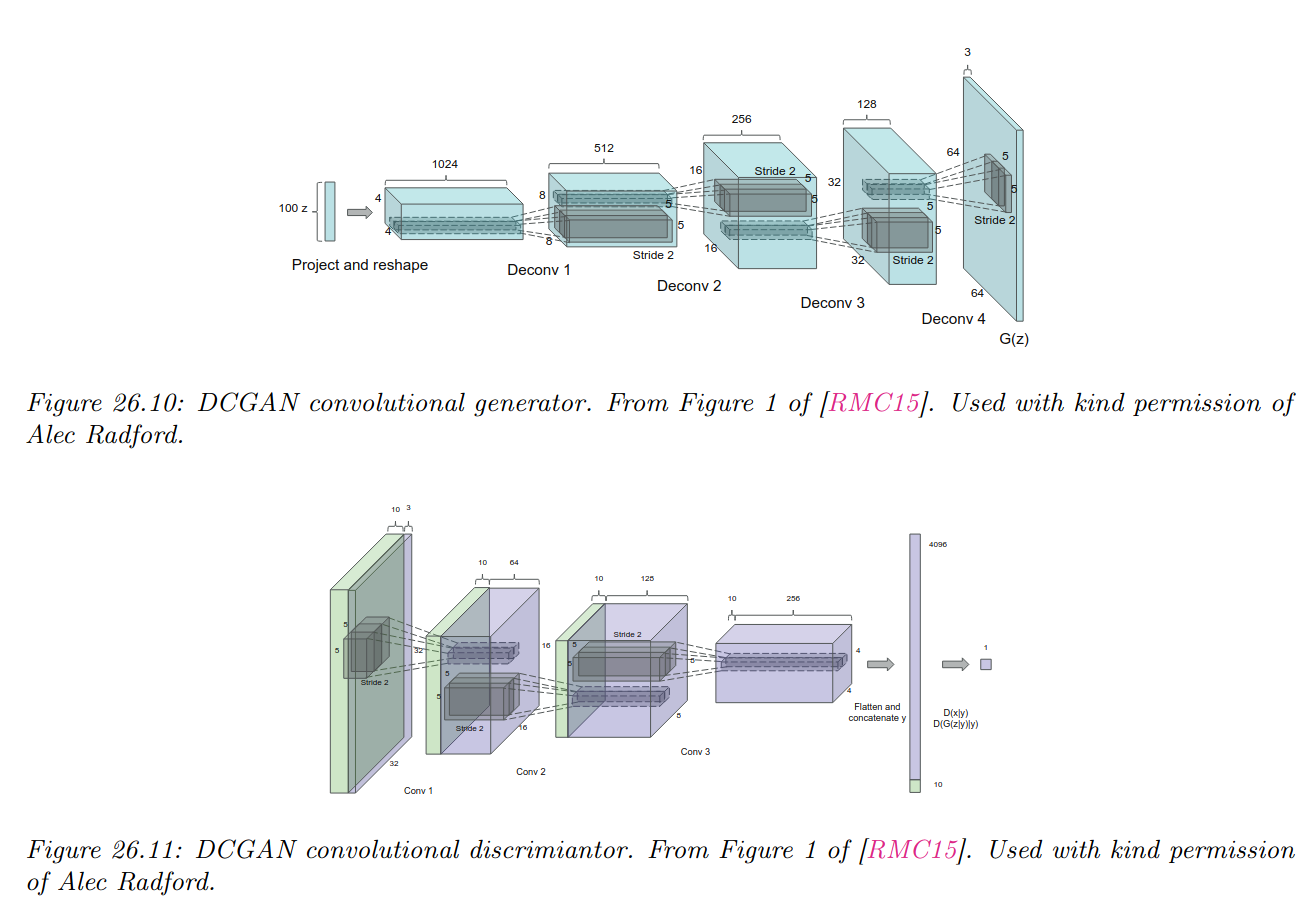 3
128
256
512
1024
64
16
5
Stride 2
5
5
4
8
32
5
5
100 z
5
5
5
Stride 2
4
8
16
32
Stride 2
Stride 2
Project and reshape
Deconv 1
Deconv 2
64
Deconv 3
Deconv 4
G(z)
Figure 26.10: DCGAN convolutional generator. From Figure 1 of [RMC15]. Used with kind permission of
Alec Radford.
10 3
10 64
10 128
10 256
4096
5
5
32
Stride 2
16
5
5
Stride 2
5
5
Stride 2
5
8
16
32
4
4
1
Flatten and
concatenate y
D(x|y)
D(G(z|y)|y)
10
Conv 1
Conv 2
Conv 3
Figure 26.11: DCGAN convolutional discrimiantor. From Figure 1 of [RMC15]. Used with kind permission
of Alec Radford.